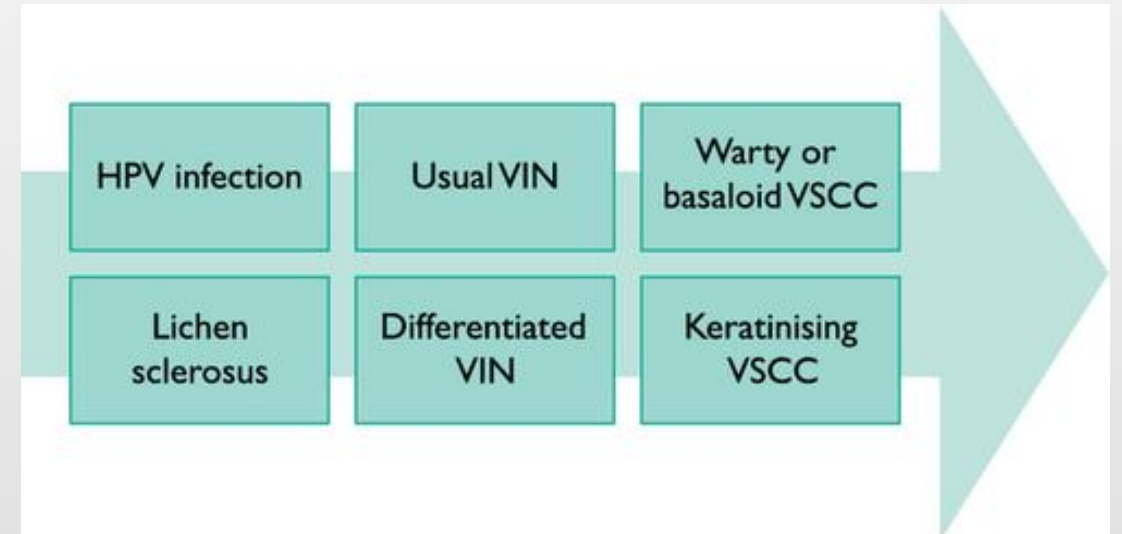 HPV infection
Usual VIN
Warty or
basaloid VSCC
Lichen
sclerosus
Differentiated
VIN
Keratinising
VSCC